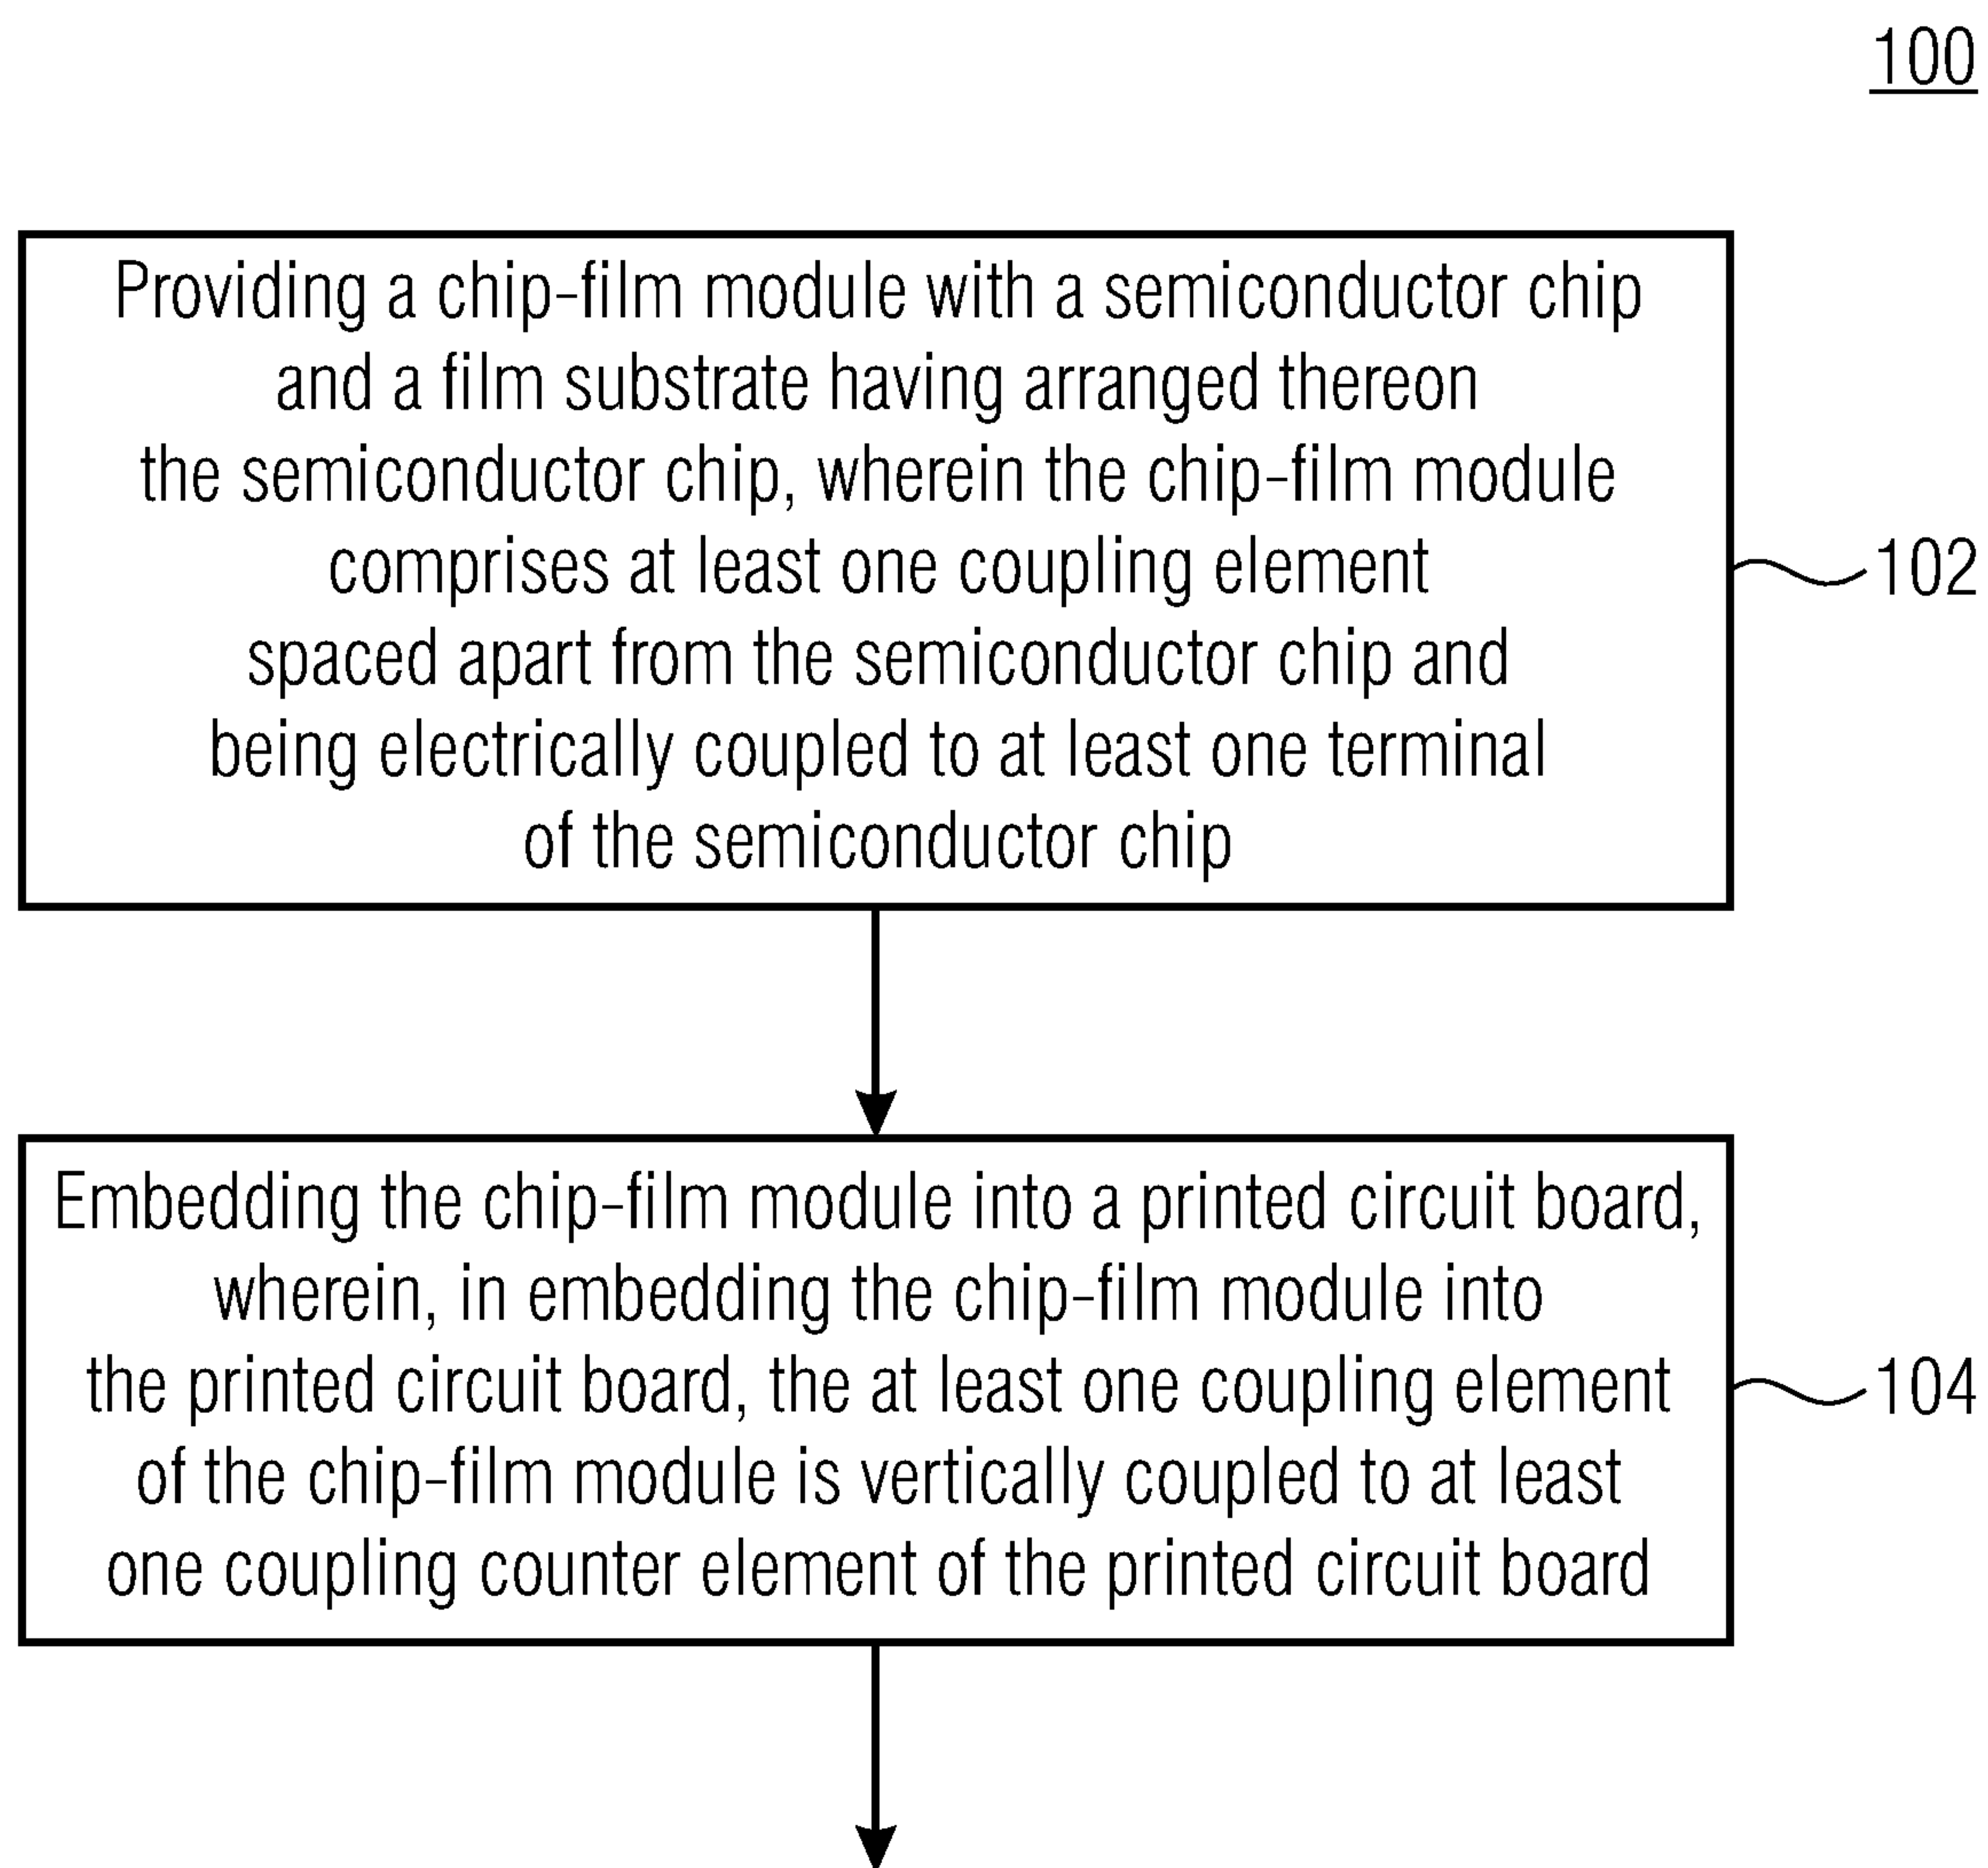 100
Providing a chip-film module with a semiconductor chip
and a film substrate having arranged thereon
the semiconductor chip, wherein the chip-film module
comprises at least one coupling element
spaced apart from the semiconductor chip and
being electrically coupled to at least one terminal
of the semiconductor chip
102
Embedding the chip-film module into a printed circuit board,
wherein, in embedding the chip-film module into
the printed circuit board, the at least one coupling element
of the chip-film module is vertically coupled to at least
one coupling counter element of the printed circuit board
104